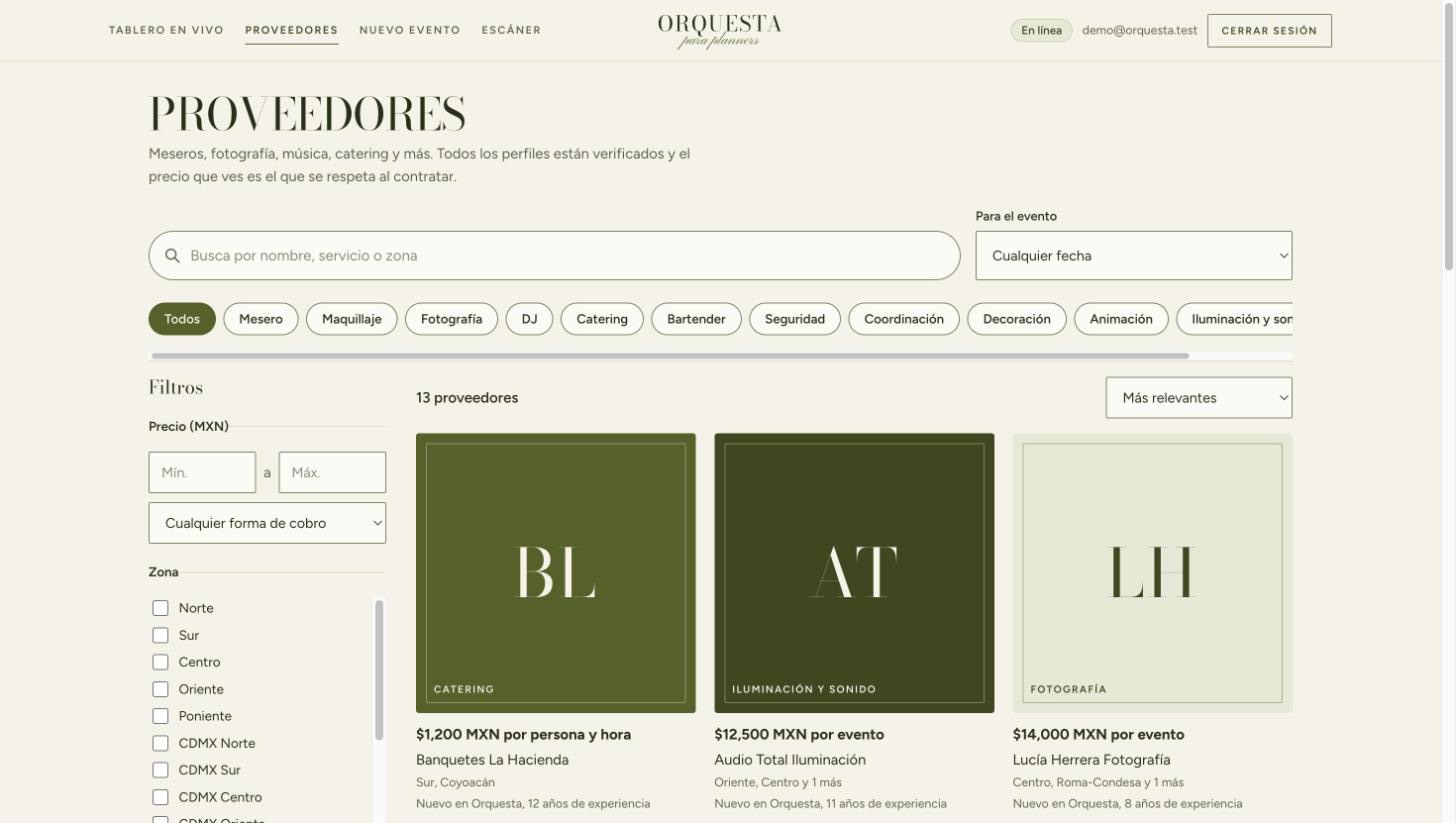 TABLERO EN VIVO
PROVEEDORES
NUEVO EVENTO
ESCÁNER
ORQUESTA
para planners
En línea
demo@orquesta.test
CERRAR SESIÓN
PROVEEDORES
Meseros, fotografía, música, catering y más. Todos los perfiles están verificados y el
precio que ves es el que se respeta al contratar.
Para el evento
Busca por nombre, servicio o zona
Cualquier fecha
Todos
Mesero
Maquillaje
Fotografía
DJ
Catering
Bartender
Seguridad
Coordinación
Decoración
Animación
Iluminación y son
Filtros
Precio (MXN)
Mín.
a
Máx.
Cualquier forma de cobro
Zona
Norte
Sur
Centro
Oriente
Poniente
CDMX Norte
CDMX Sur
CDMX Centro
CDMX Oriente
13 proveedores
Más relevantes
BL
CATERING
$1,200 MXN por persona y hora
Banquetes La Hacienda
Sur, Coyoacán
Nuevo en Orquesta, 12 años de experiencia
AT
ILUMINACIÓN Y SONIDO
$12,500 MXN por evento
Audio Total Iluminación
Oriente, Centro y 1 más
Nuevo en Orquesta, 11 años de experiencia
LH
FOTOGRAFÍA
$14,000 MXN por evento
Lucía Herrera Fotografía
Centro, Roma-Condesa y 1 más
Nuevo en Orquesta, 8 años de experiencia